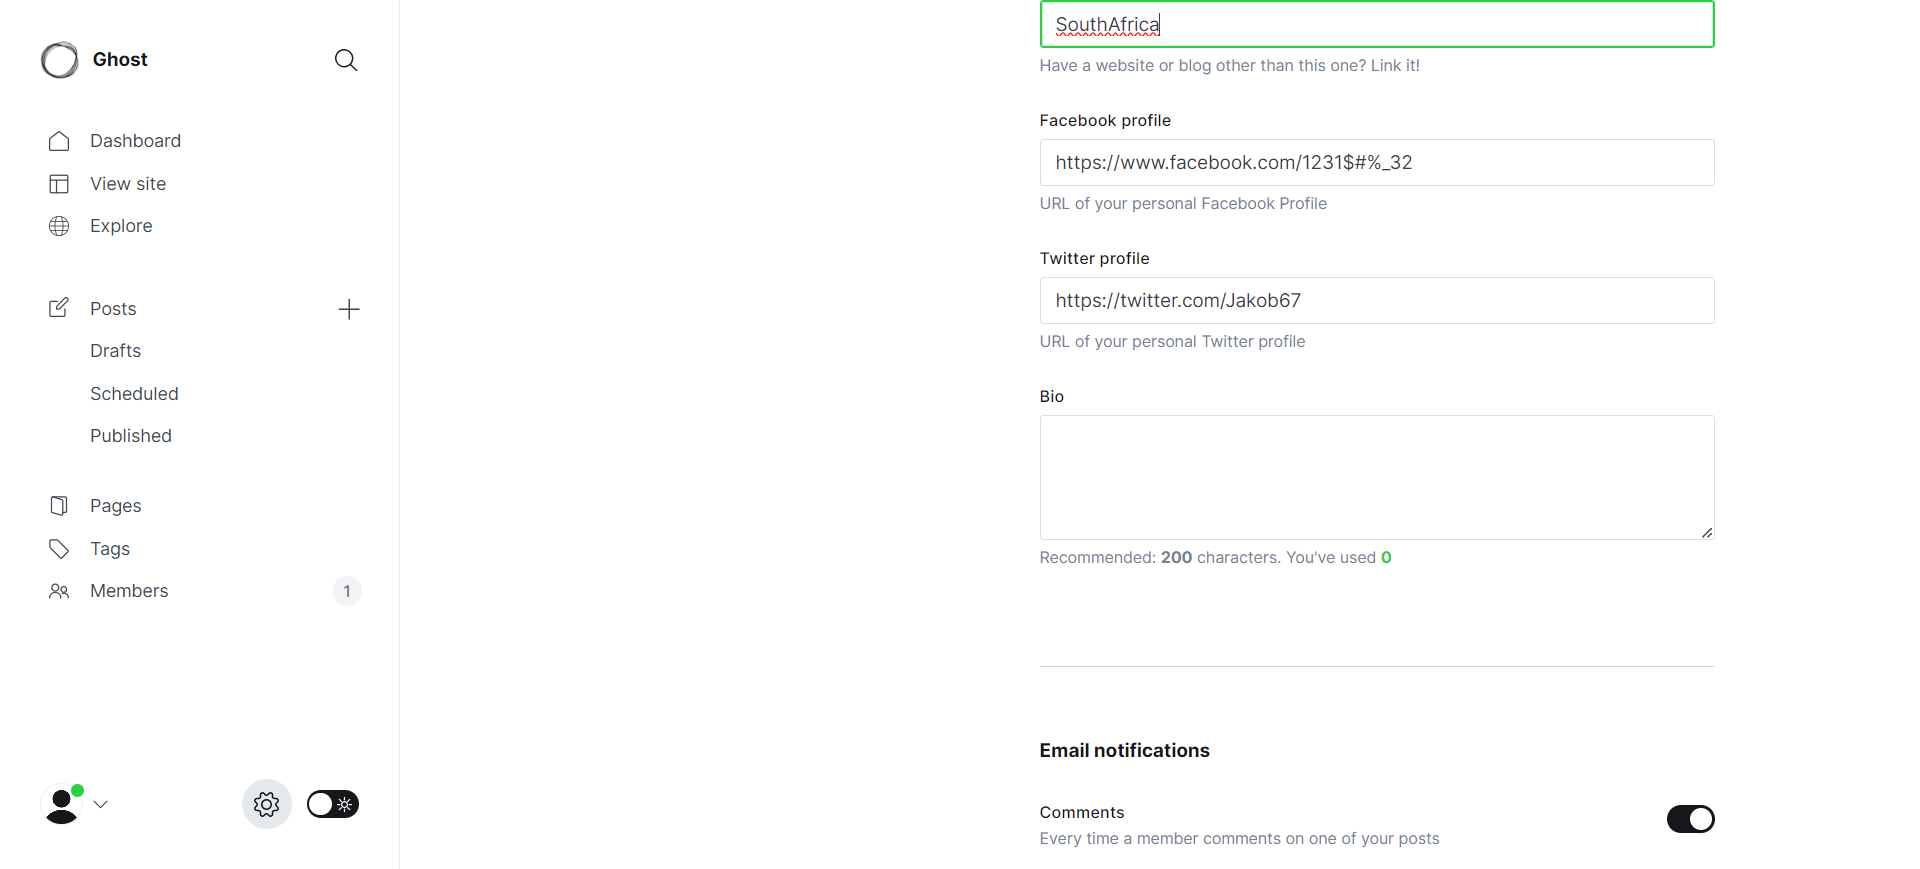 Ghost
Dashboard
View site
Explore
Posts
Drafts
Scheduled
Published
Pages
Tags
Members
1
SouthAfrica
Have a website or blog other than this one? Link it!
Facebook profile
https://www.facebook.com/1231$#%_32
URL of your personal Facebook Profile
Twitter profile
https://twitter.com/Jakob67
URL of your personal Twitter profile
Bio
Recommended: 200 characters. You've used 0
Email notifications
Comments
Every time a member comments on one of your posts